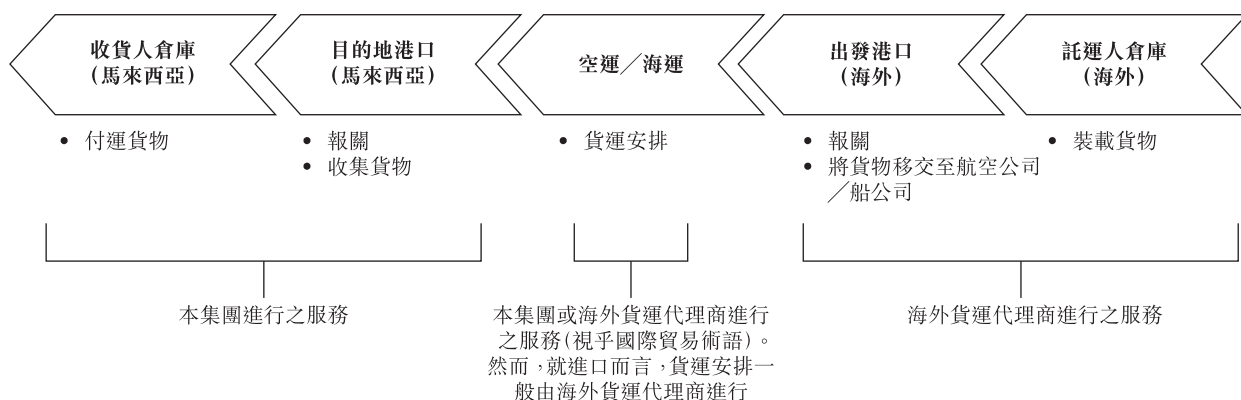 收貨人倉庫
(馬來西亞)
目的地港口
(馬來西亞)
空運／海運
出發港口
(海外)
託運人倉庫
(海外)
• 付運貨物
• 報關
• 收集貨物
• 貨運安排
• 報關
• 將貨物移交至航空公司
／船公司
• 裝載貨物
本集團進行之服務
本集團或海外貨運代理商進行
之服務(視乎國際貿易術語)。
然而，就進口而言，貨運安排一
般由海外貨運代理商進行
海外貨運代理商進行之服務